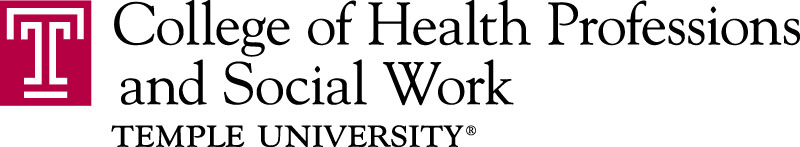 College of Health Professions
and Social Work
TEMPLE UNIVERSITY®